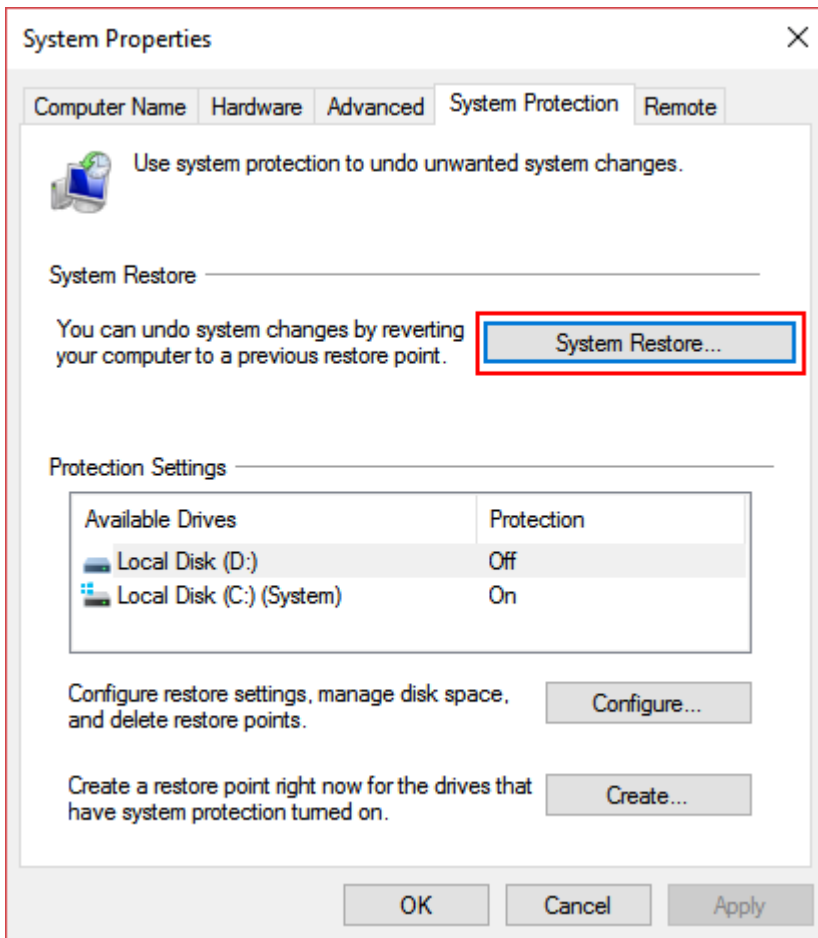 System Properties
Computer Name Hardware Advanced System Protection Remote
Use system protection to undo unwanted system changes.
System Restore
You can undo system changes by reverting
your computer to a previous restore point.
System Restore...
Protection Settings
Available Drives Protection
Local Disk (D:) Off
Local Disk (C:) (System) On
Configure restore settings, manage disk space,
and delete restore points.
Configure...
Create a restore point right now for the drives that
have system protection turned on.
Create...
OK Cancel Apply